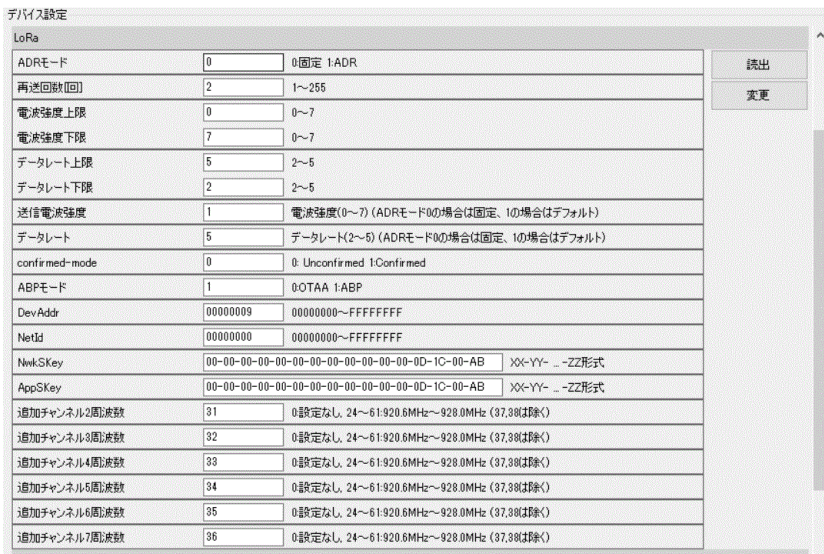 デバイス設定
LoRa
ADRモード 0 0:固定 1:ADR
読出
再送回数[回] 2 1～255
変更
電波強度上限 0 0～7
電波強度下限 7 0～7
データレート上限 5 2～5
データレート下限 2 2～5
送信電波強度 1 電波強度(0～7) (ADRモード0の場合は固定、1の場合はデフォルト)
データレート 5 データレート(2～5) (ADRモード0の場合は固定、1の場合はデフォルト)
confirmed-mode 0 0: Unconfirmed 1:Confirmed
ABPモード 1 0:OTAA 1:ABP
DevAddr 00000009 00000000～FFFFFFFF
NetId 00000000 00000000～FFFFFFFF
NwkSKey 00-00-00-00-00-00-00-00-00-00-00-00-0D-1C-00-AB XX-YY- ... -ZZ形式
AppSKey 00-00-00-00-00-00-00-00-00-00-00-00-0D-1C-00-AB XX-YY- ... -ZZ形式
追加チャンネル2周波数 31 0:設定なし, 24～61:920.6MHz～928.0MHz (37,38は除く)
追加チャンネル3周波数 32 0:設定なし, 24～61:920.6MHz～928.0MHz (37,38は除く)
追加チャンネル4周波数 33 0:設定なし, 24～61:920.6MHz～928.0MHz (37,38は除く)
追加チャンネル5周波数 34 0:設定なし, 24～61:920.6MHz～928.0MHz (37,38は除く)
追加チャンネル6周波数 35 0:設定なし, 24～61:920.6MHz～928.0MHz (37,38は除く)
追加チャンネル7周波数 36 0:設定なし, 24～61:920.6MHz～928.0MHz (37,38は除く)